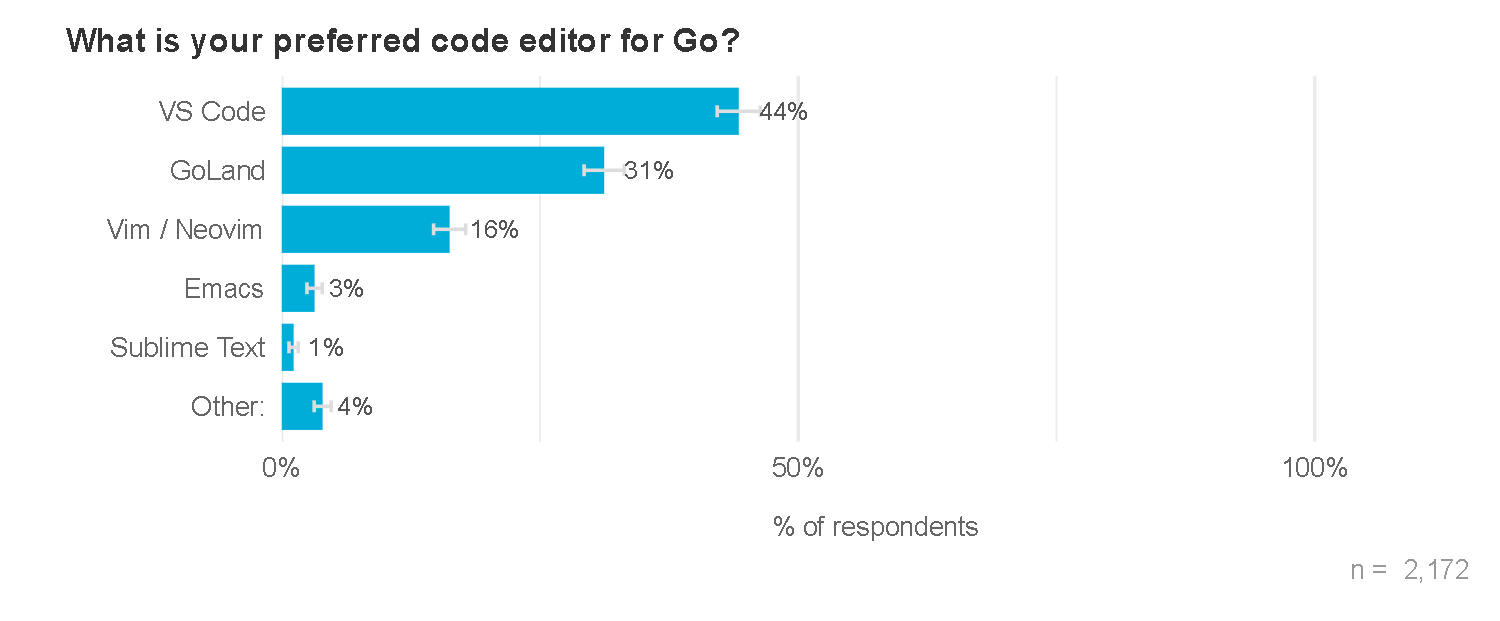 What is your preferred code editor for Go?
VS Code 44%
GoLand 31%
Vim / Neovim 16%
Emacs 3%
Sublime Text 1%
Other: 4%
0% 50% 100%
% of respondents
n = 2,172